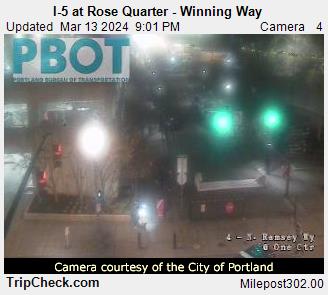 I-5 at Rose Quarter - Winning Way
Updated Mar 13 2024 9:01 PM Camera 4
PBOT
PORTLAND BUREAU OF TRANSPORTATION
4 - N. Ramsey Wy
@ One Ctr
Camera courtesy of the City of Portland
TripCheck.com Milepost302.00